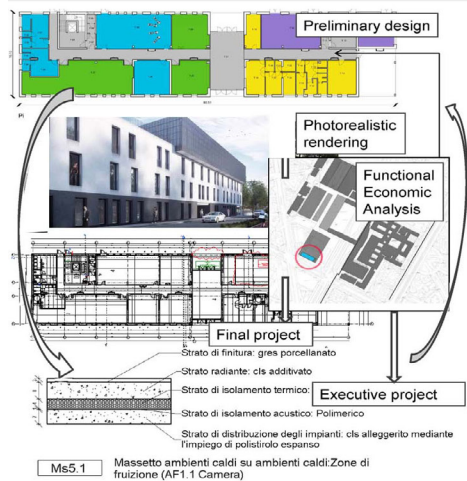 Preliminary design
Pi
Photorealistic
rendering
Functional
Economic
Analysis
Final project
Strato di finitura: gres porcellanato
Strato radiante: cls additivato
Strato di isolamento termico:
Executive project
Strato di isolamento acustico: Polimerico
Strato di distribuzione degli impianti: cls alleggerito mediante
l'impiego di polistirolo espanso
Ms5.1
Massetto ambienti caldi su ambienti caldi:Zone di
fruizione (AF1.1 Camera)